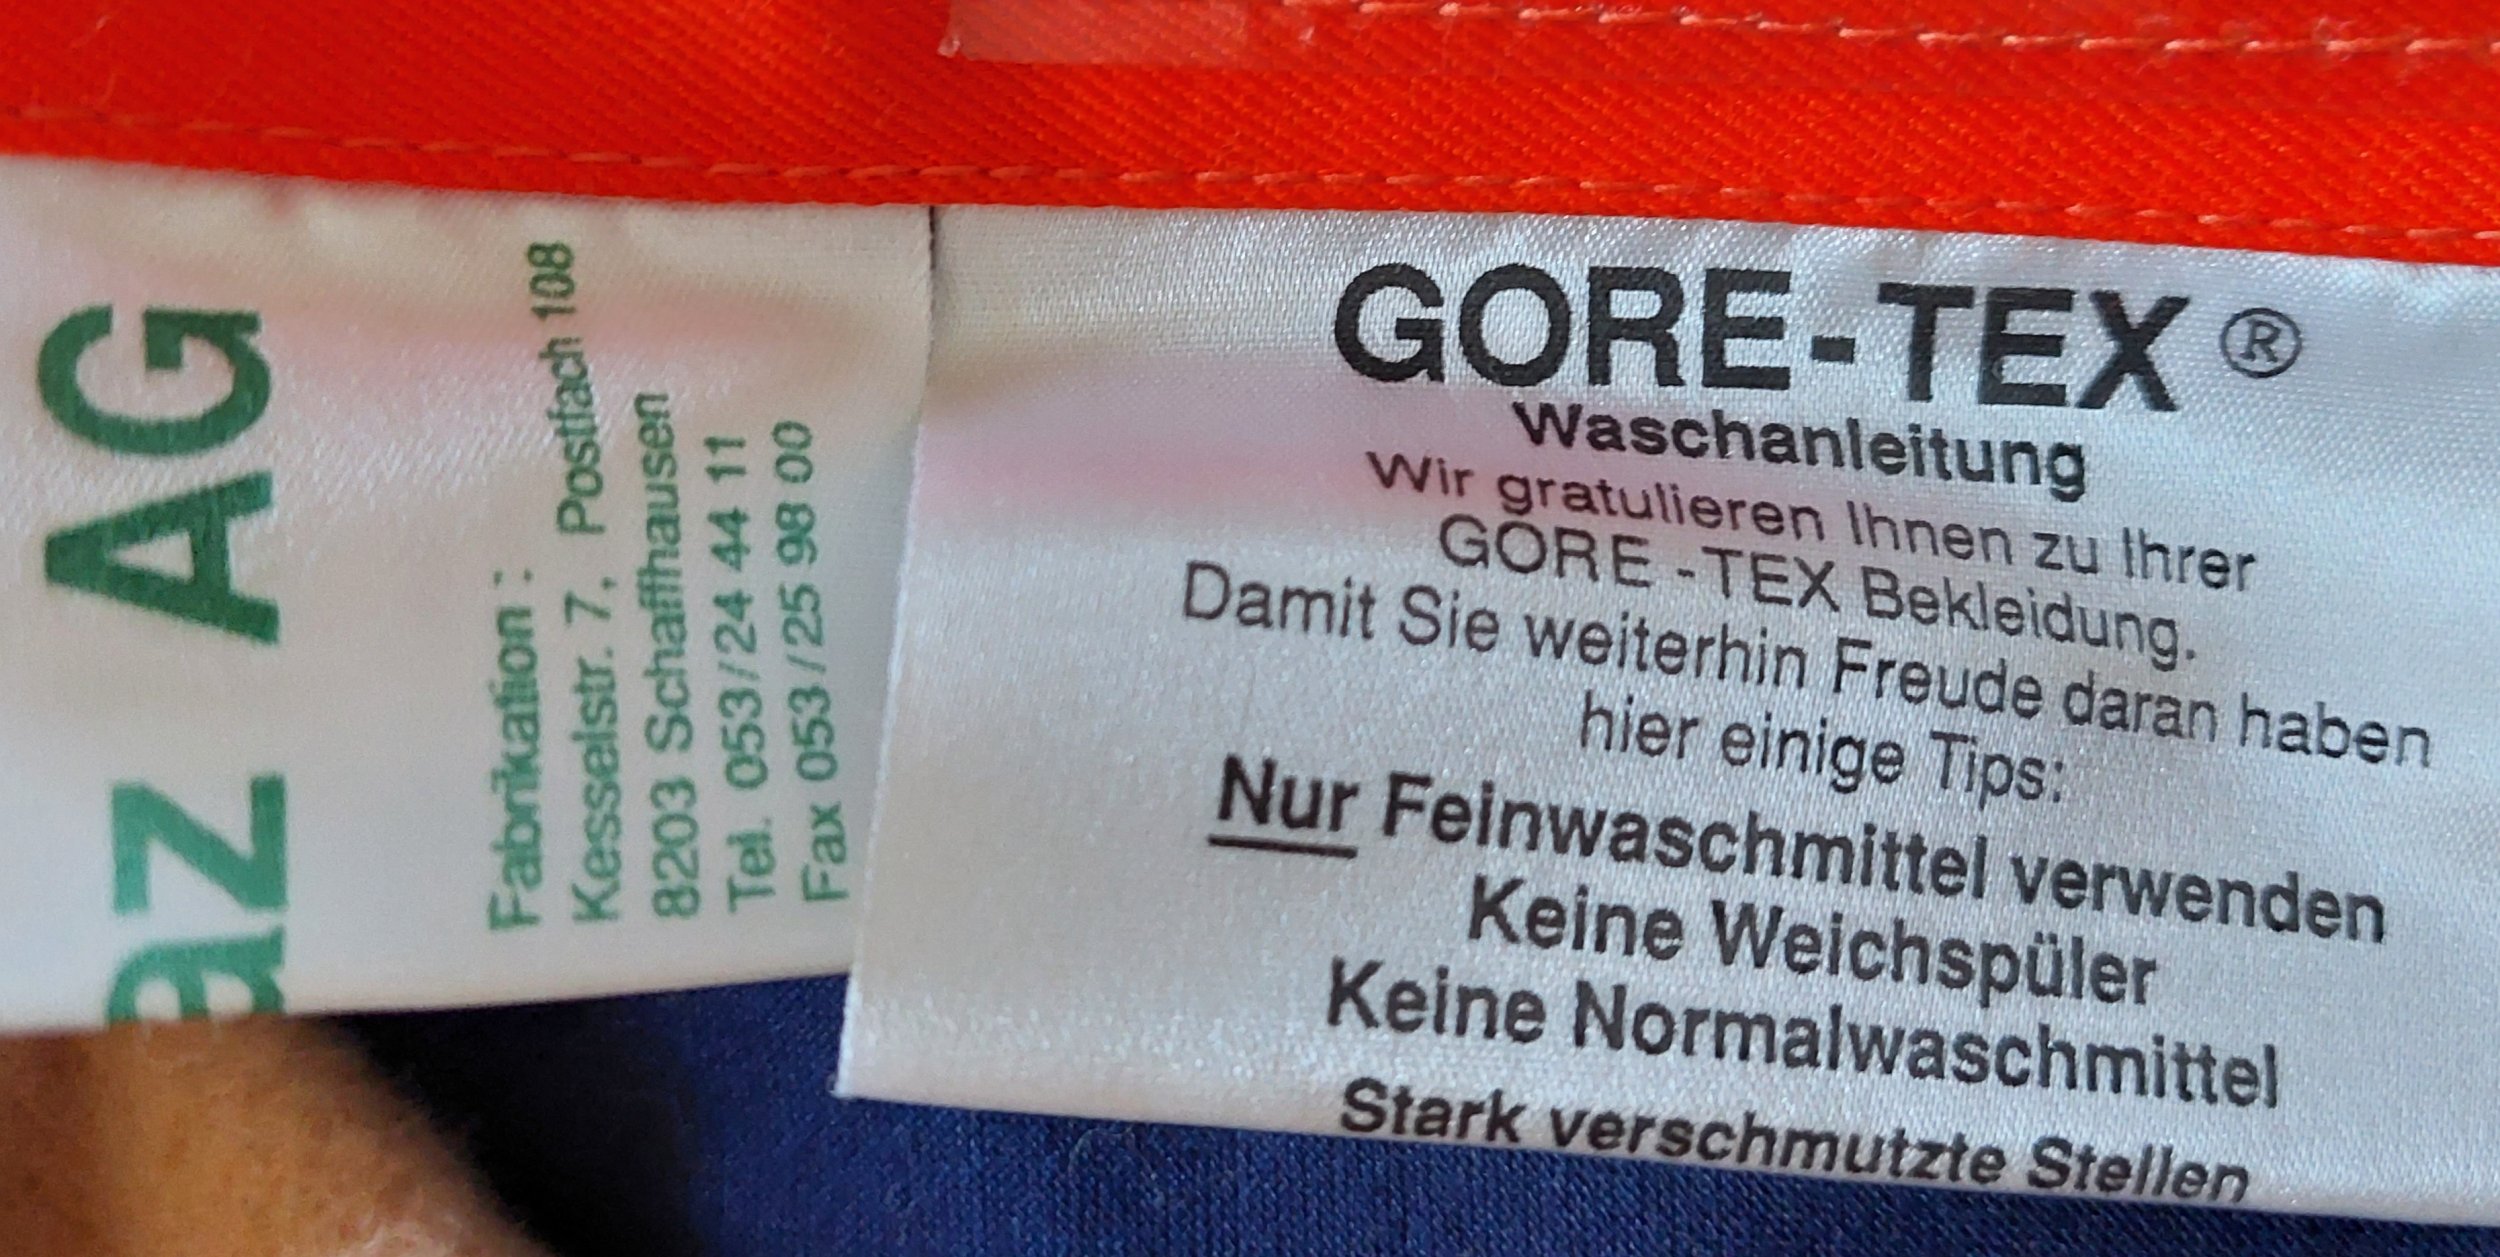 az AG
Fabrikation :
Kesselstr. 7, Postfach 108
8203 Schaffhausen
Tel. 053/24 44 11
Fax 053/25 98 00
GORE-TEX ®
Waschanleitung
Wir gratulieren Ihnen zu Ihrer
GORE-TEX Bekleidung.
Damit Sie weiterhin Freude daran haben
hier einige Tips:
Nur Feinwaschmittel verwenden
Keine Weichspüler
Keine Normalwaschmittel
Stark verschmutzte Stellen